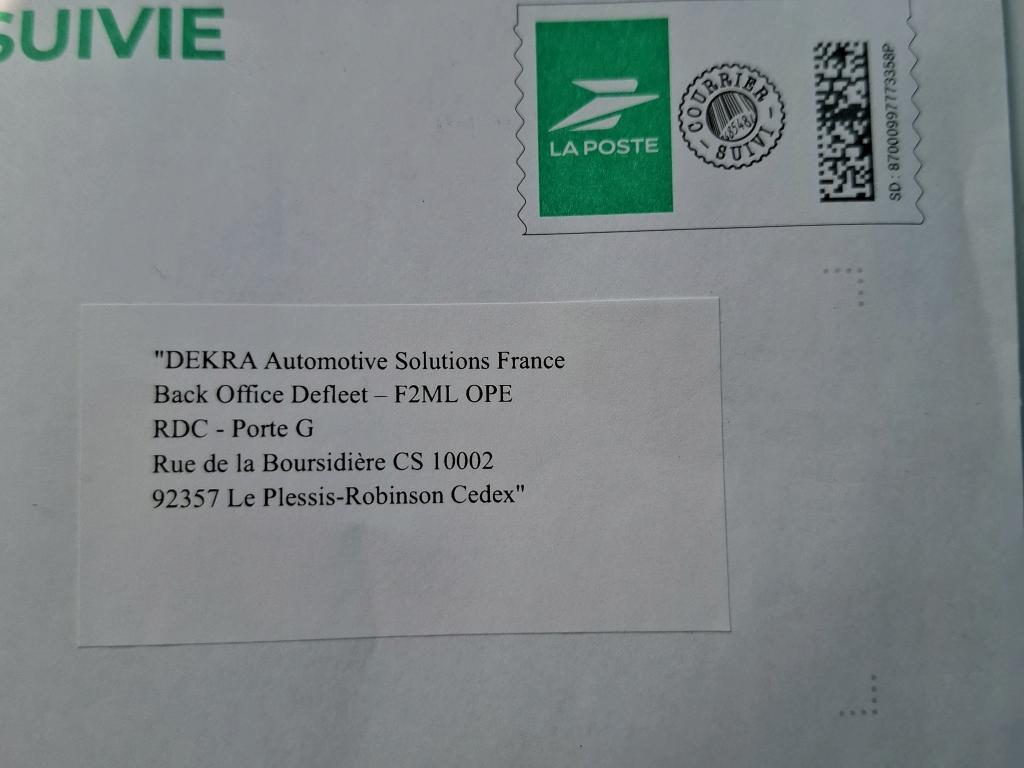 SUIVIE
LA POSTE
COURRIER
SUIVI
SD : 87000997773358P
"DEKRA Automotive Solutions France
Back Office Defleet – F2ML OPE
RDC - Porte G
Rue de la Boursidière CS 10002
92357 Le Plessis-Robinson Cedex"